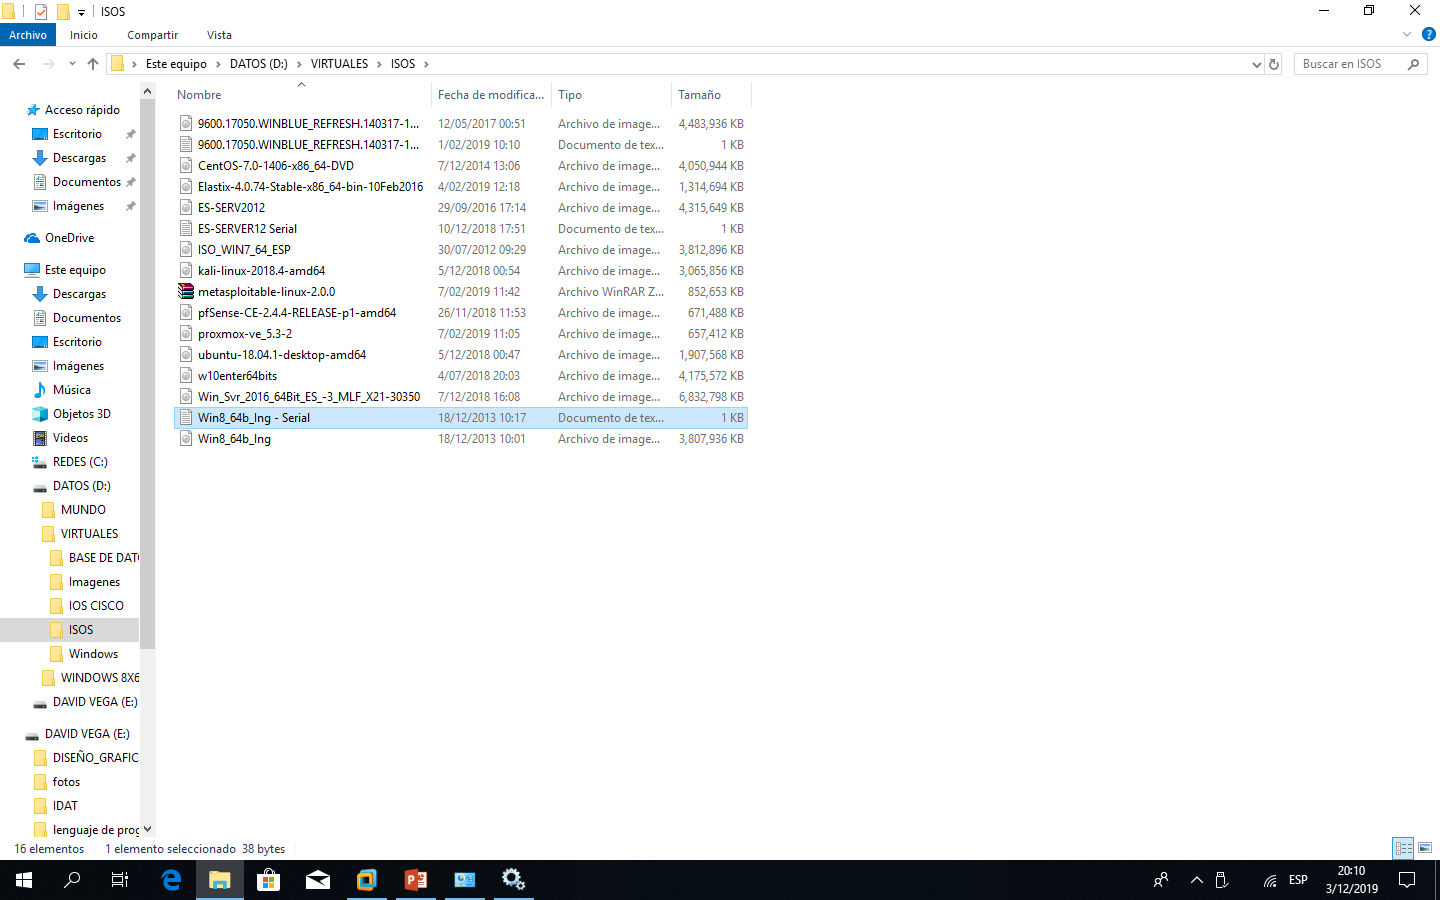 ISOS
Archivo Inicio Compartir Vista
Este equipo DATOS (D:) VIRTUALES ISOS
Buscar en ISOS
Acceso rápido
Escritorio
Descargas
Documentos
Imágenes
OneDrive
Este equipo
Descargas
Documentos
Escritorio
Imágenes
Música
Objetos 3D
Videos
REDES (C:)
DATOS (D:)
MUNDO
VIRTUALES
BASE DE DAT
Imagenes
IOS CISCO
ISOS
Windows
WINDOWS 8X6
DAVID VEGA (E:)
DAVID VEGA (E:)
DISEÑO_GRAFIC
fotos
IDAT
lenguaje de prog
Nombre Fecha de modifica... Tipo Tamaño
9600.17050.WINBLUE_REFRESH.140317-1... 12/05/2017 00:51 Archivo de image... 4,483,936 KB
9600.17050.WINBLUE_REFRESH.140317-1... 1/02/2019 10:10 Documento de tex... 1 KB
CentOS-7.0-1406-x86_64-DVD 7/12/2014 13:06 Archivo de image... 4,050,944 KB
Elastix-4.0.74-Stable-x86_64-bin-10Feb2016 4/02/2019 12:18 Archivo de image... 1,314,694 KB
ES-SERV2012 29/09/2016 17:14 Archivo de image... 4,315,649 KB
ES-SERVER12 Serial 10/12/2018 17:51 Documento de tex... 1 KB
ISO_WIN7_64_ESP 30/07/2012 09:29 Archivo de image... 3,812,896 KB
kali-linux-2018.4-amd64 5/12/2018 00:54 Archivo de image... 3,065,856 KB
metasploitable-linux-2.0.0 7/02/2019 11:42 Archivo WinRAR Z... 852,653 KB
pfSense-CE-2.4.4-RELEASE-p1-amd64 26/11/2018 11:53 Archivo de image... 671,488 KB
proxmox-ve_5.3-2 7/02/2019 11:05 Archivo de image... 657,412 KB
ubuntu-18.04.1-desktop-amd64 5/12/2018 00:47 Archivo de image... 1,907,568 KB
w10enter64bits 4/07/2018 20:03 Archivo de image... 4,175,572 KB
Win_Svr_2016_64Bit_ES_-3_MLF_X21-30350 7/12/2018 16:08 Archivo de image... 6,832,798 KB
Win8_64b_Ing - Serial 18/12/2013 10:17 Documento de tex... 1 KB
Win8_64b_Ing 18/12/2013 10:01 Archivo de image... 3,807,936 KB
16 elementos 1 elemento seleccionado 38 bytes
ESP
20:10
3/12/2019